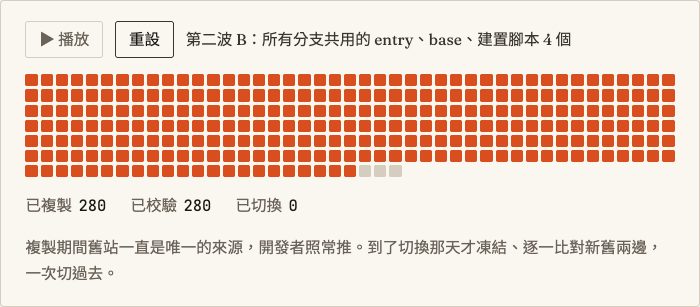 ▶ 播放 重設 第二波 B：所有分支共用的 entry、base、建置腳本 4 個
已複製 280 已校驗 280 已切換 0
複製期間舊站一直是唯一的來源，開發者照常推。到了切換那天才凍結、逐一比對新舊兩邊，
一次切過去。